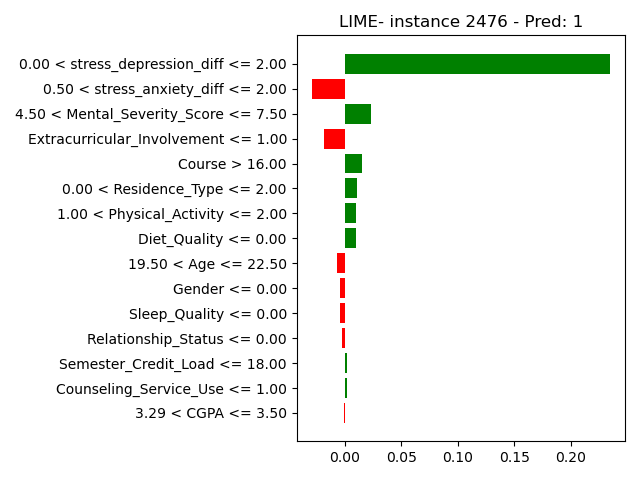 LIME- instance 2476 - Pred: 1
0.00 < stress_depression_diff <= 2.00
0.50 < stress_anxiety_diff <= 2.00
4.50 < Mental_Severity_Score <= 7.50
Extracurricular_Involvement <= 1.00
Course > 16.00
0.00 < Residence_Type <= 2.00
1.00 < Physical_Activity <= 2.00
Diet_Quality <= 0.00
19.50 < Age <= 22.50
Gender <= 0.00
Sleep_Quality <= 0.00
Relationship_Status <= 0.00
Semester_Credit_Load <= 18.00
Counseling_Service_Use <= 1.00
3.29 < CGPA <= 3.50
0.00 0.05 0.10 0.15 0.20